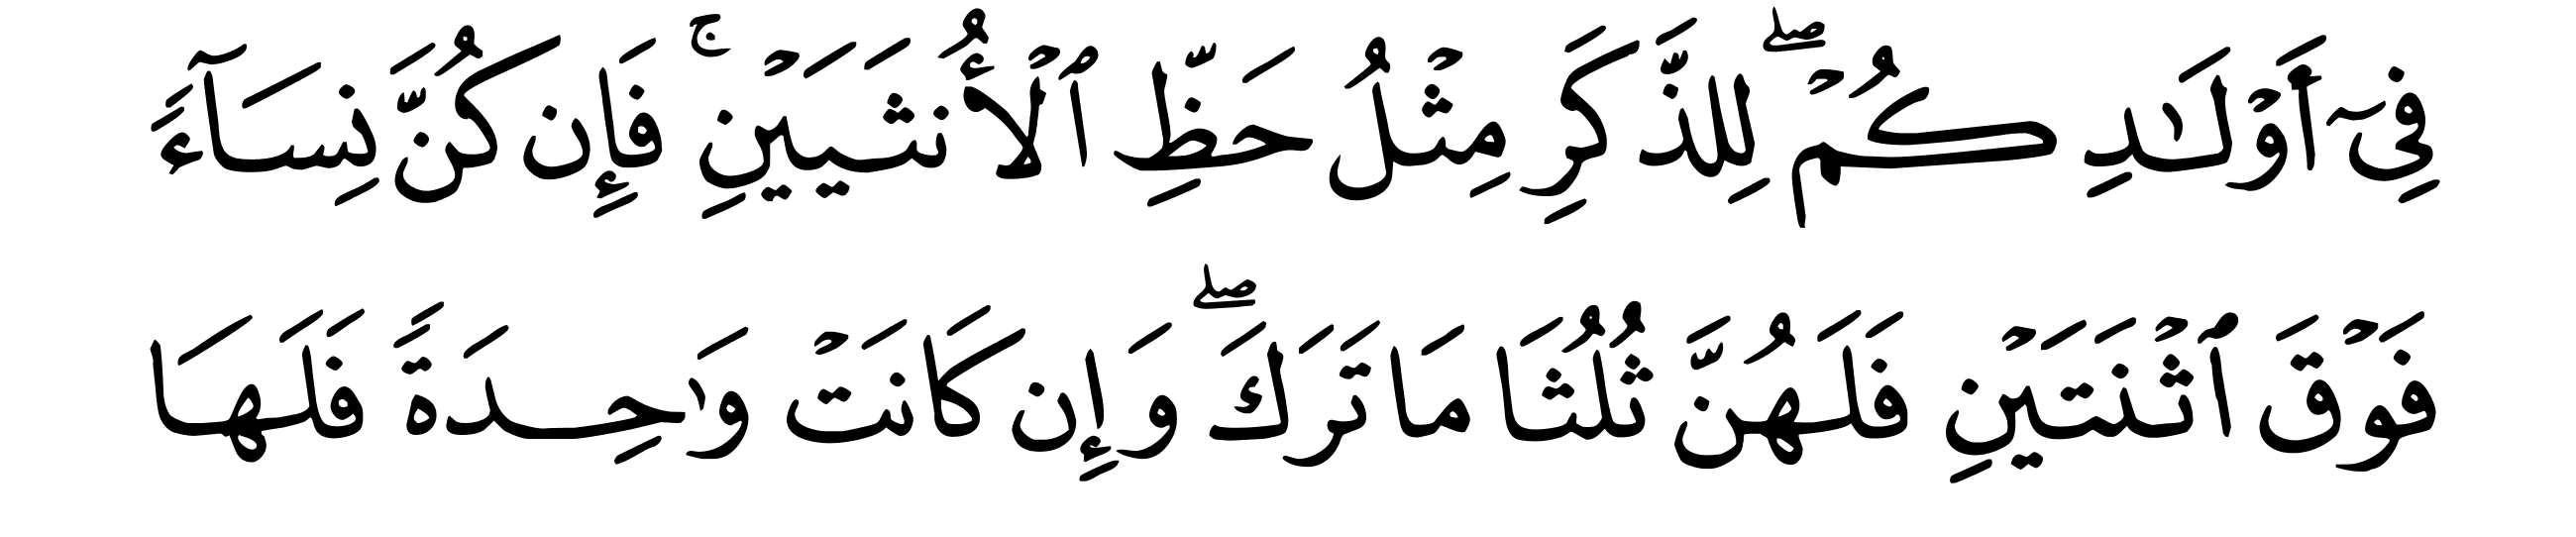 فِىٓ أَوْلَـٰدِكُمْ ۖ لِلذَّكَرِ مِثْلُ حَظِّ ٱلْأُنثَيَيْنِ ۚ فَإِن كُنَّ نِسَآءً
فَوْقَ ٱثْنَتَيْنِ فَلَهُنَّ ثُلُثَا مَا تَرَكَ ۖ وَإِن كَانَتْ وَٰحِدَةً فَلَهَا